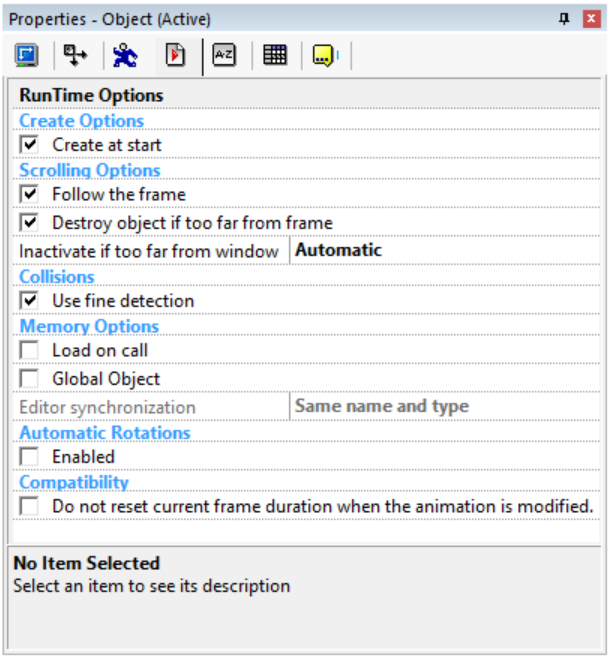 Properties - Object (Active)
A-Z
RunTime Options
Create Options
Create at start
Scrolling Options
Follow the frame
Destroy object if too far from frame
Inactivate if too far from window Automatic
Collisions
Use fine detection
Memory Options
Load on call
Global Object
Editor synchronization Same name and type
Automatic Rotations
Enabled
Compatibility
Do not reset current frame duration when the animation is modified.
No Item Selected
Select an item to see its description